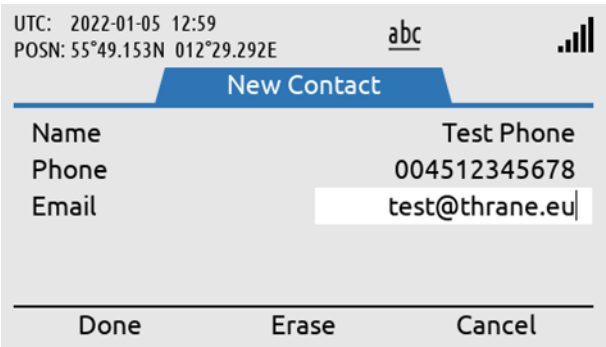 UTC: 2022-01-05 12:59
POSN: 55°49.153N 012°29.292E
abc
New Contact
Name Test Phone
Phone 004512345678
Email test@thrane.eu
Done Erase Cancel